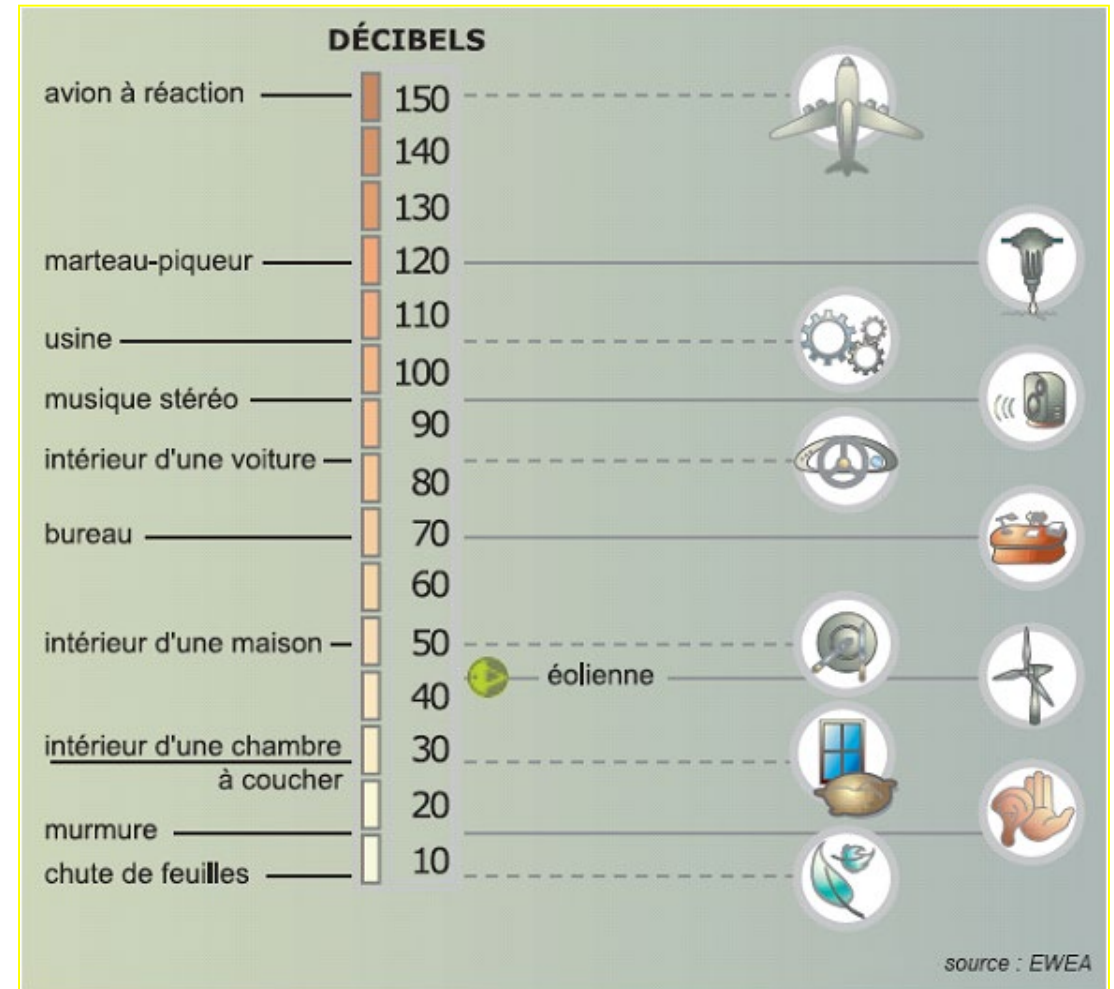 DÉCIBELS
avion à réaction 150
140
130
marteau-piqueur 120
110
usine
100
musique stéréo
90
intérieur d'une voiture
80
bureau 70
60
intérieur d'une maison 50
éolienne
40
intérieur d'une chambre 30
à coucher
20
murmure
10
chute de feuilles
source : EWEA